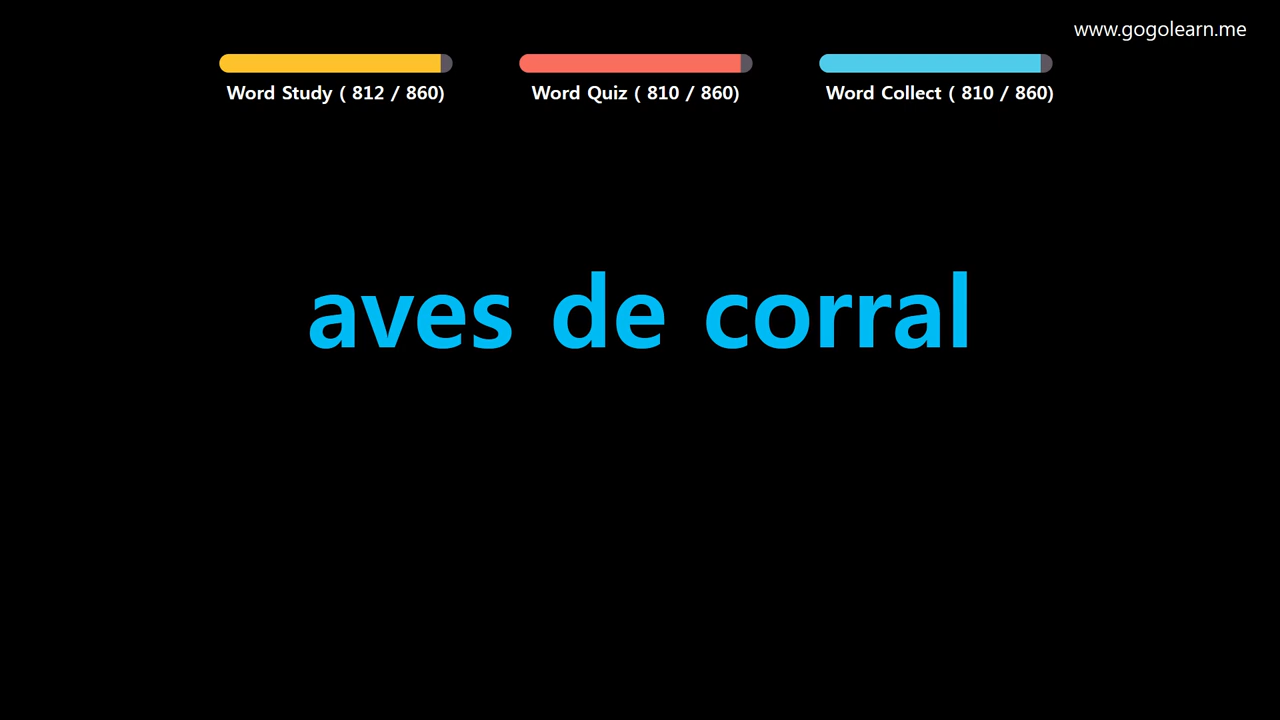 www.gogolearn.me
Word Study ( 812 / 860)
Word Quiz ( 810 / 860)
Word Collect ( 810 / 860)
aves de corral